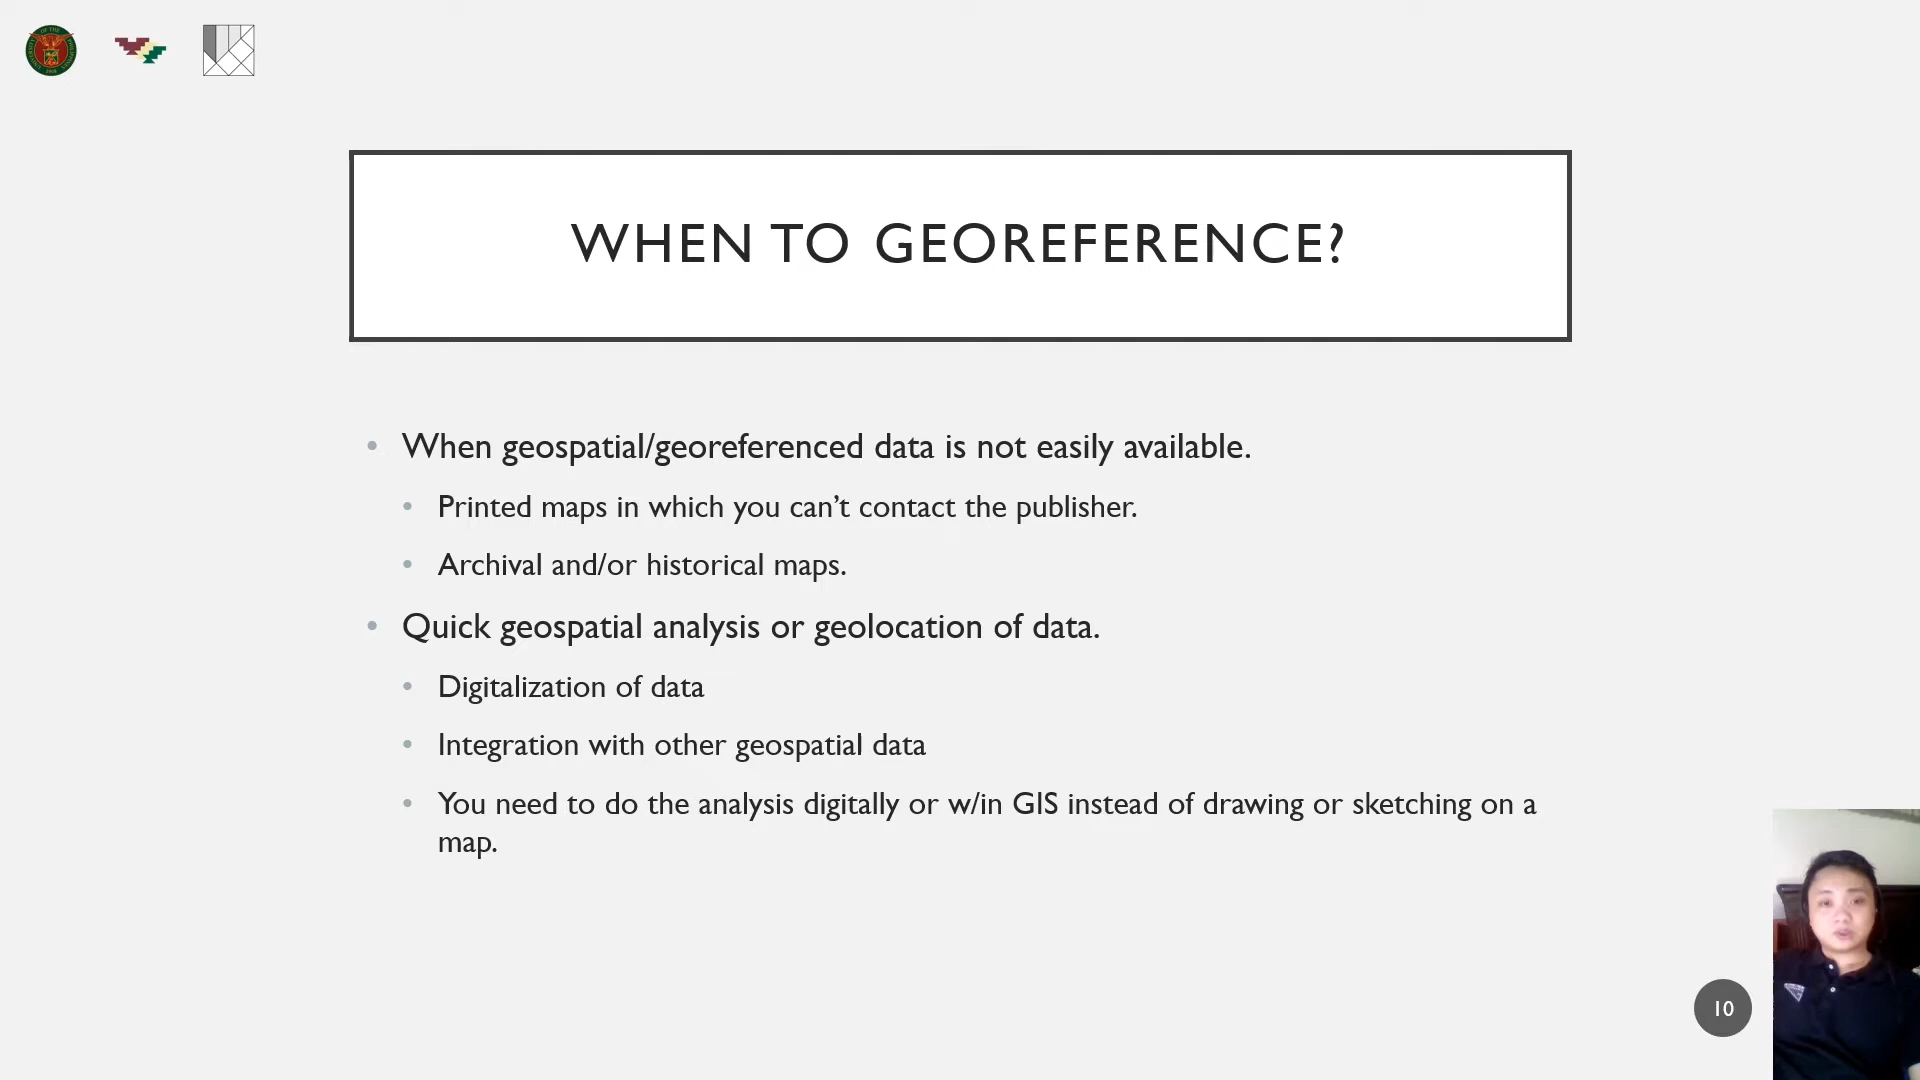 WHEN TO GEOREFERENCE?
• When geospatial/georeferenced data is not easily available.
• Printed maps in which you can’t contact the publisher.
• Archival and/or historical maps.
• Quick geospatial analysis or geolocation of data.
• Digitalization of data
• Integration with other geospatial data
• You need to do the analysis digitally or w/in GIS instead of drawing or sketching on a
map.
10